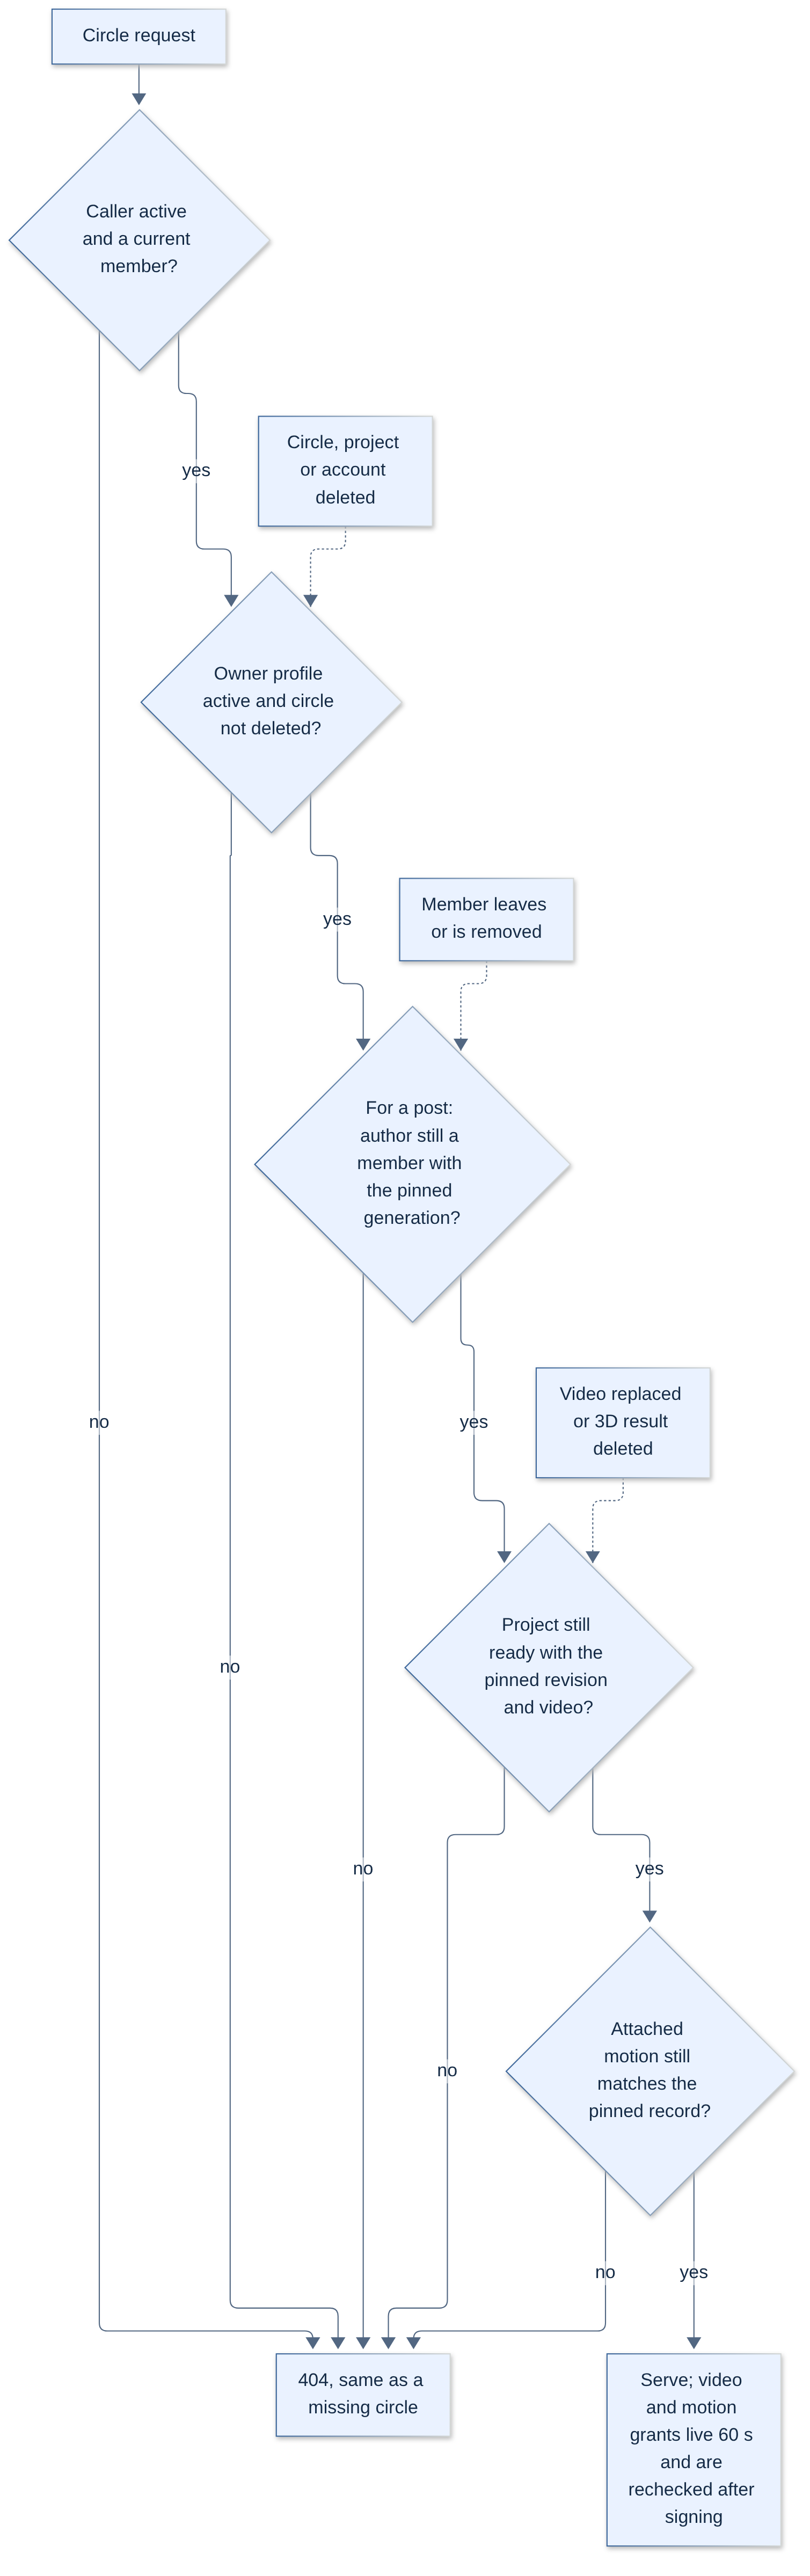 Circle request
Caller active
and a current
member?
yes
Circle, project
or account
deleted
Owner profile
active and circle
not deleted?
yes
Member leaves
or is removed
For a post:
author still a
member with
the pinned
generation?
no
yes
Video replaced
or 3D result
deleted
no
Project still
ready with the
pinned revision
and video?
no
yes
Attached
motion still
matches the
pinned record?
no
no
yes
404, same as a
missing circle
Serve; video
and motion
grants live 60 s
and are
rechecked after
signing